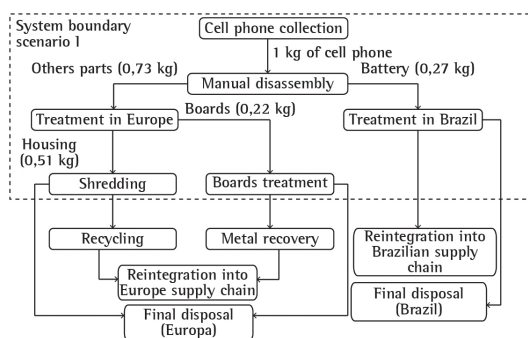 System boundary
scenario 1
Cell phone collection
1 kg of cell phone
Others parts (0,73 kg)
Battery (0,27 kg)
Manual disassembly
Boards (0,22 kg)
Treatment in Europe
Treatment in Brazil
Housing
(0,51 kg)
Shredding
Boards treatment
Recycling
Metal recovery
Reintegration into
Brazilian supply
chain
Reintegration into
Europe supply chain
Final disposal
(Brazil)
Final disposal
(Europa)